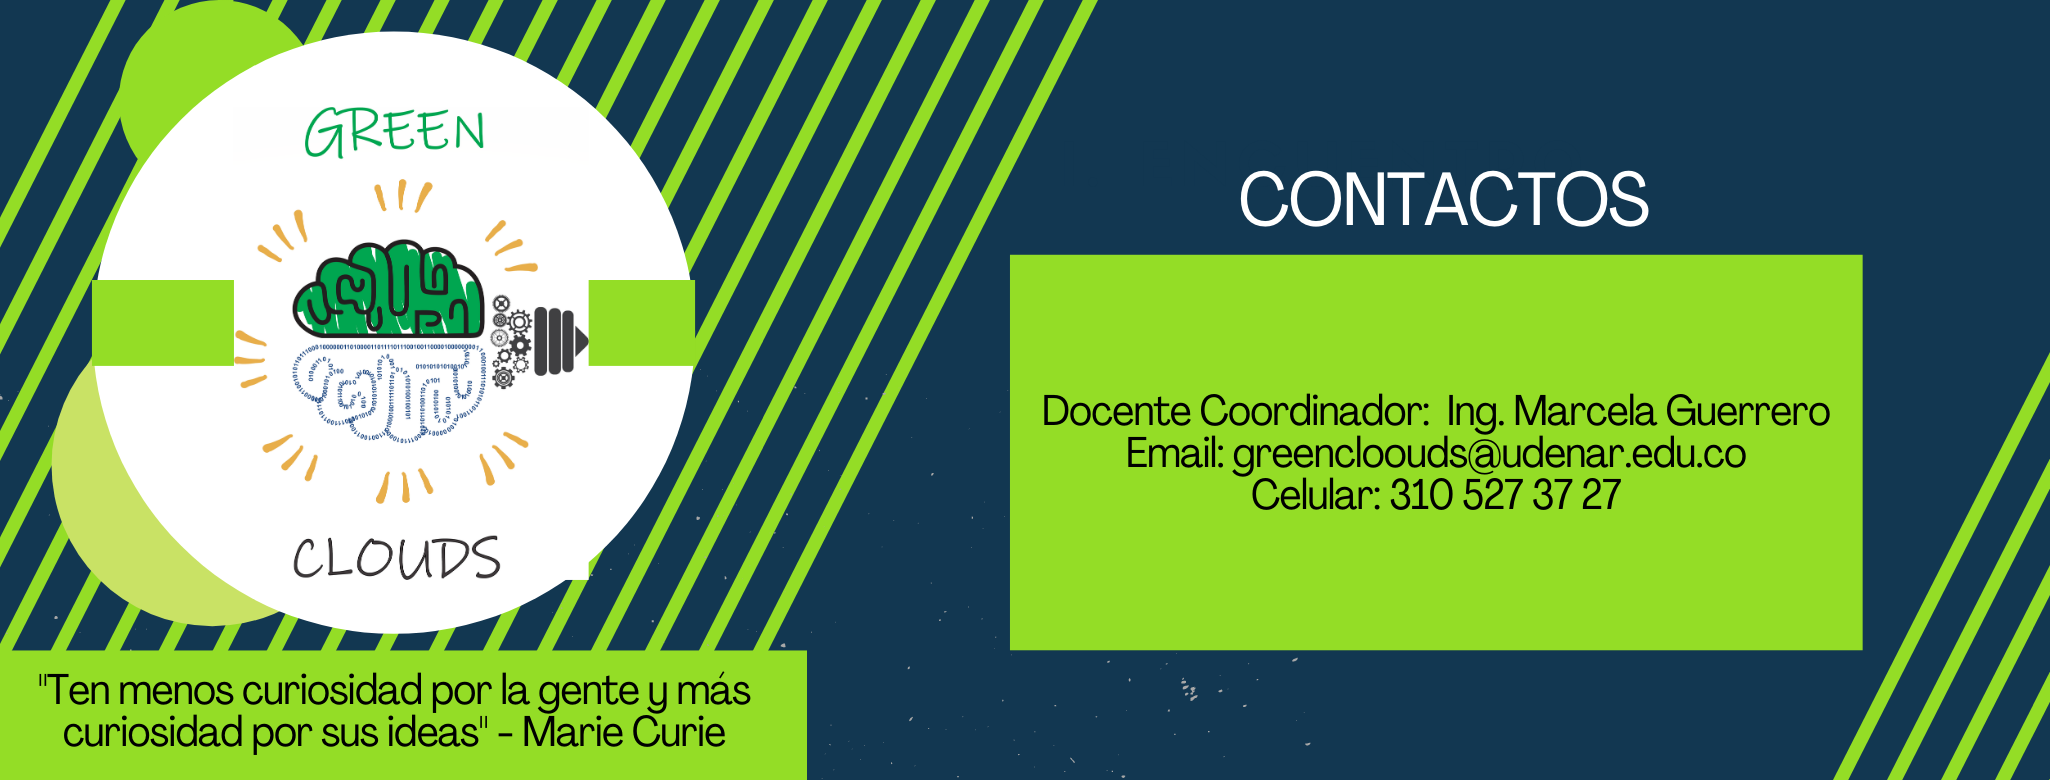 GREEN
CLOUDS
"Ten menos curiosidad por la gente y más
curiosidad por sus ideas" - Marie Curie
CONTACTOS
Docente Coordinador: Ing. Marcela Guerrero
Email: greencloouds@udenar.edu.co
Celular: 310 527 37 27